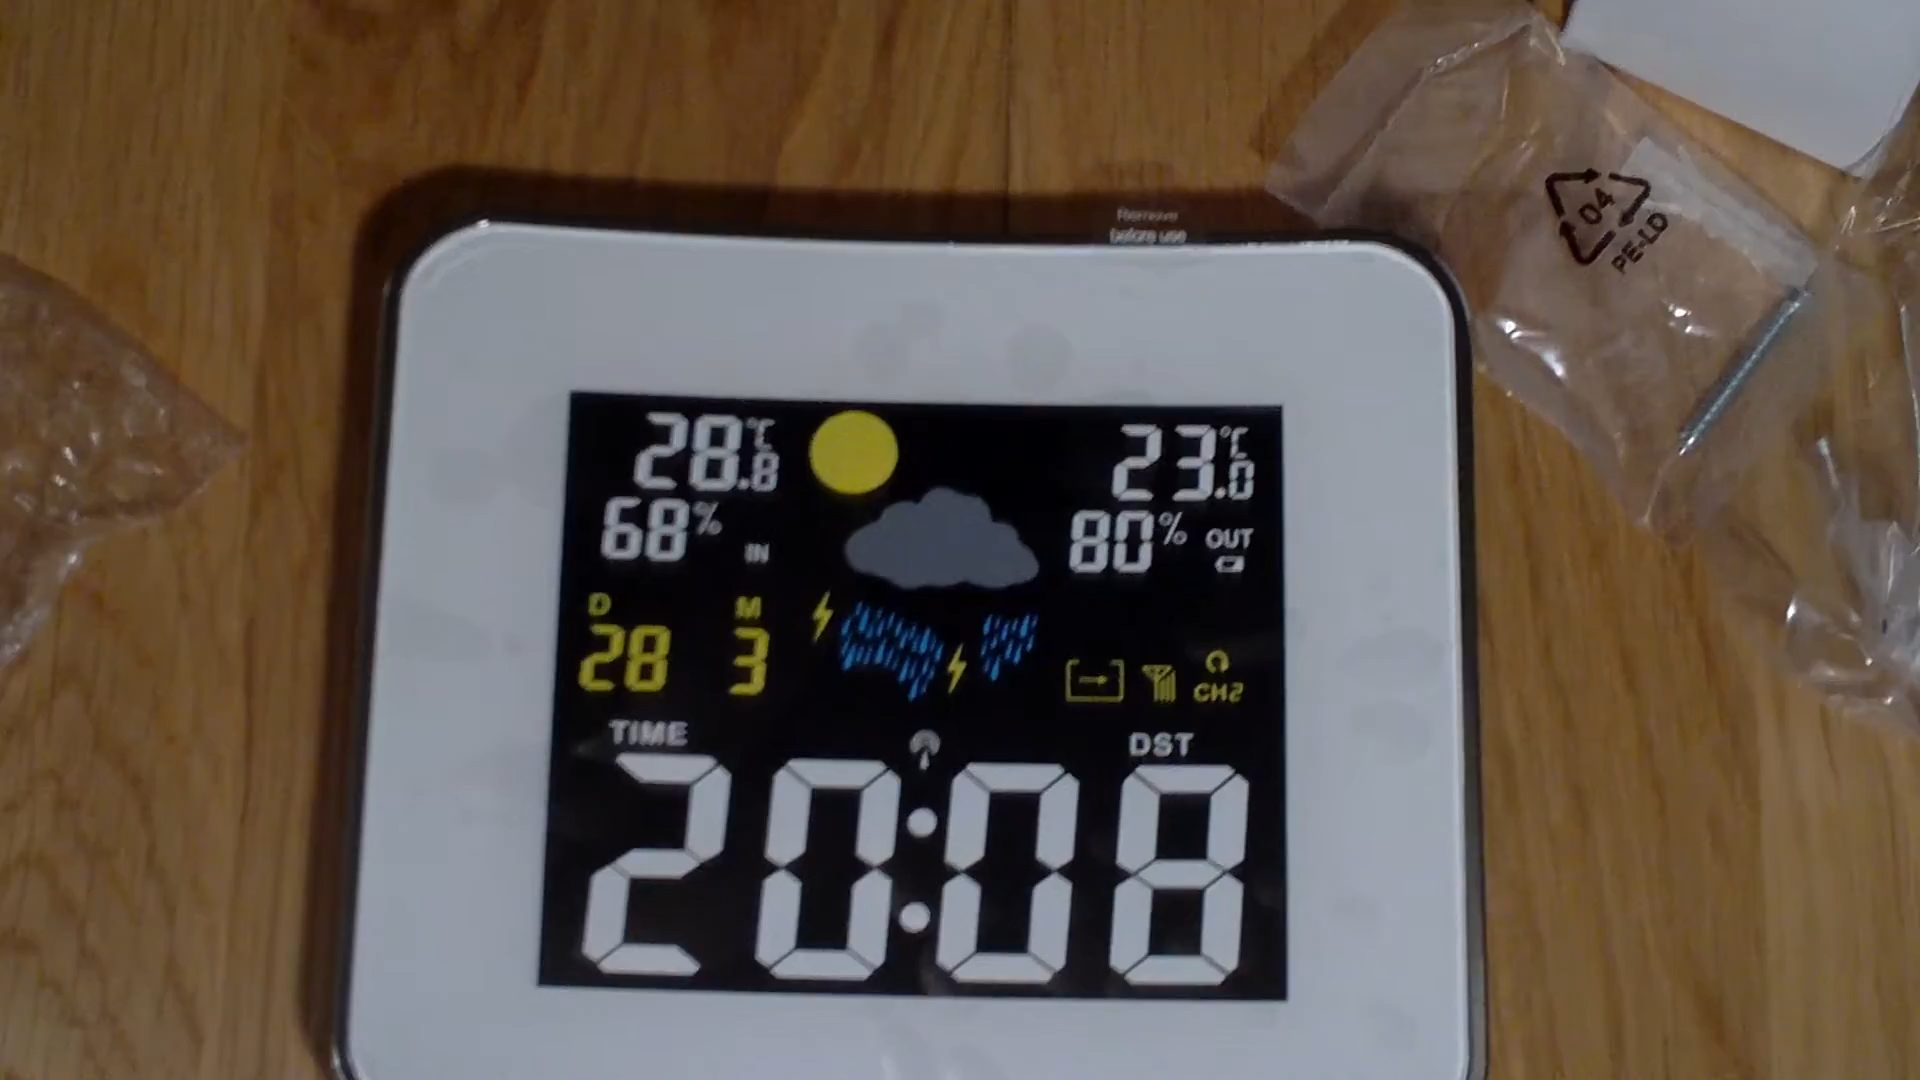 Remove
before use
04
PE-LD
28.8°C
23.0°C
68%
IN
80%
OUT
D
M
28
3
CH2
TIME
DST
20:08